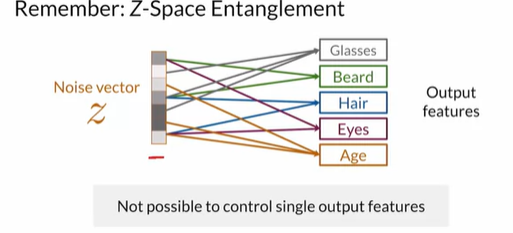 Remember: Z-Space Entanglement
Noise vector
Z
Glasses
Beard
Hair
Eyes
Age
Output
features
Not possible to control single output features